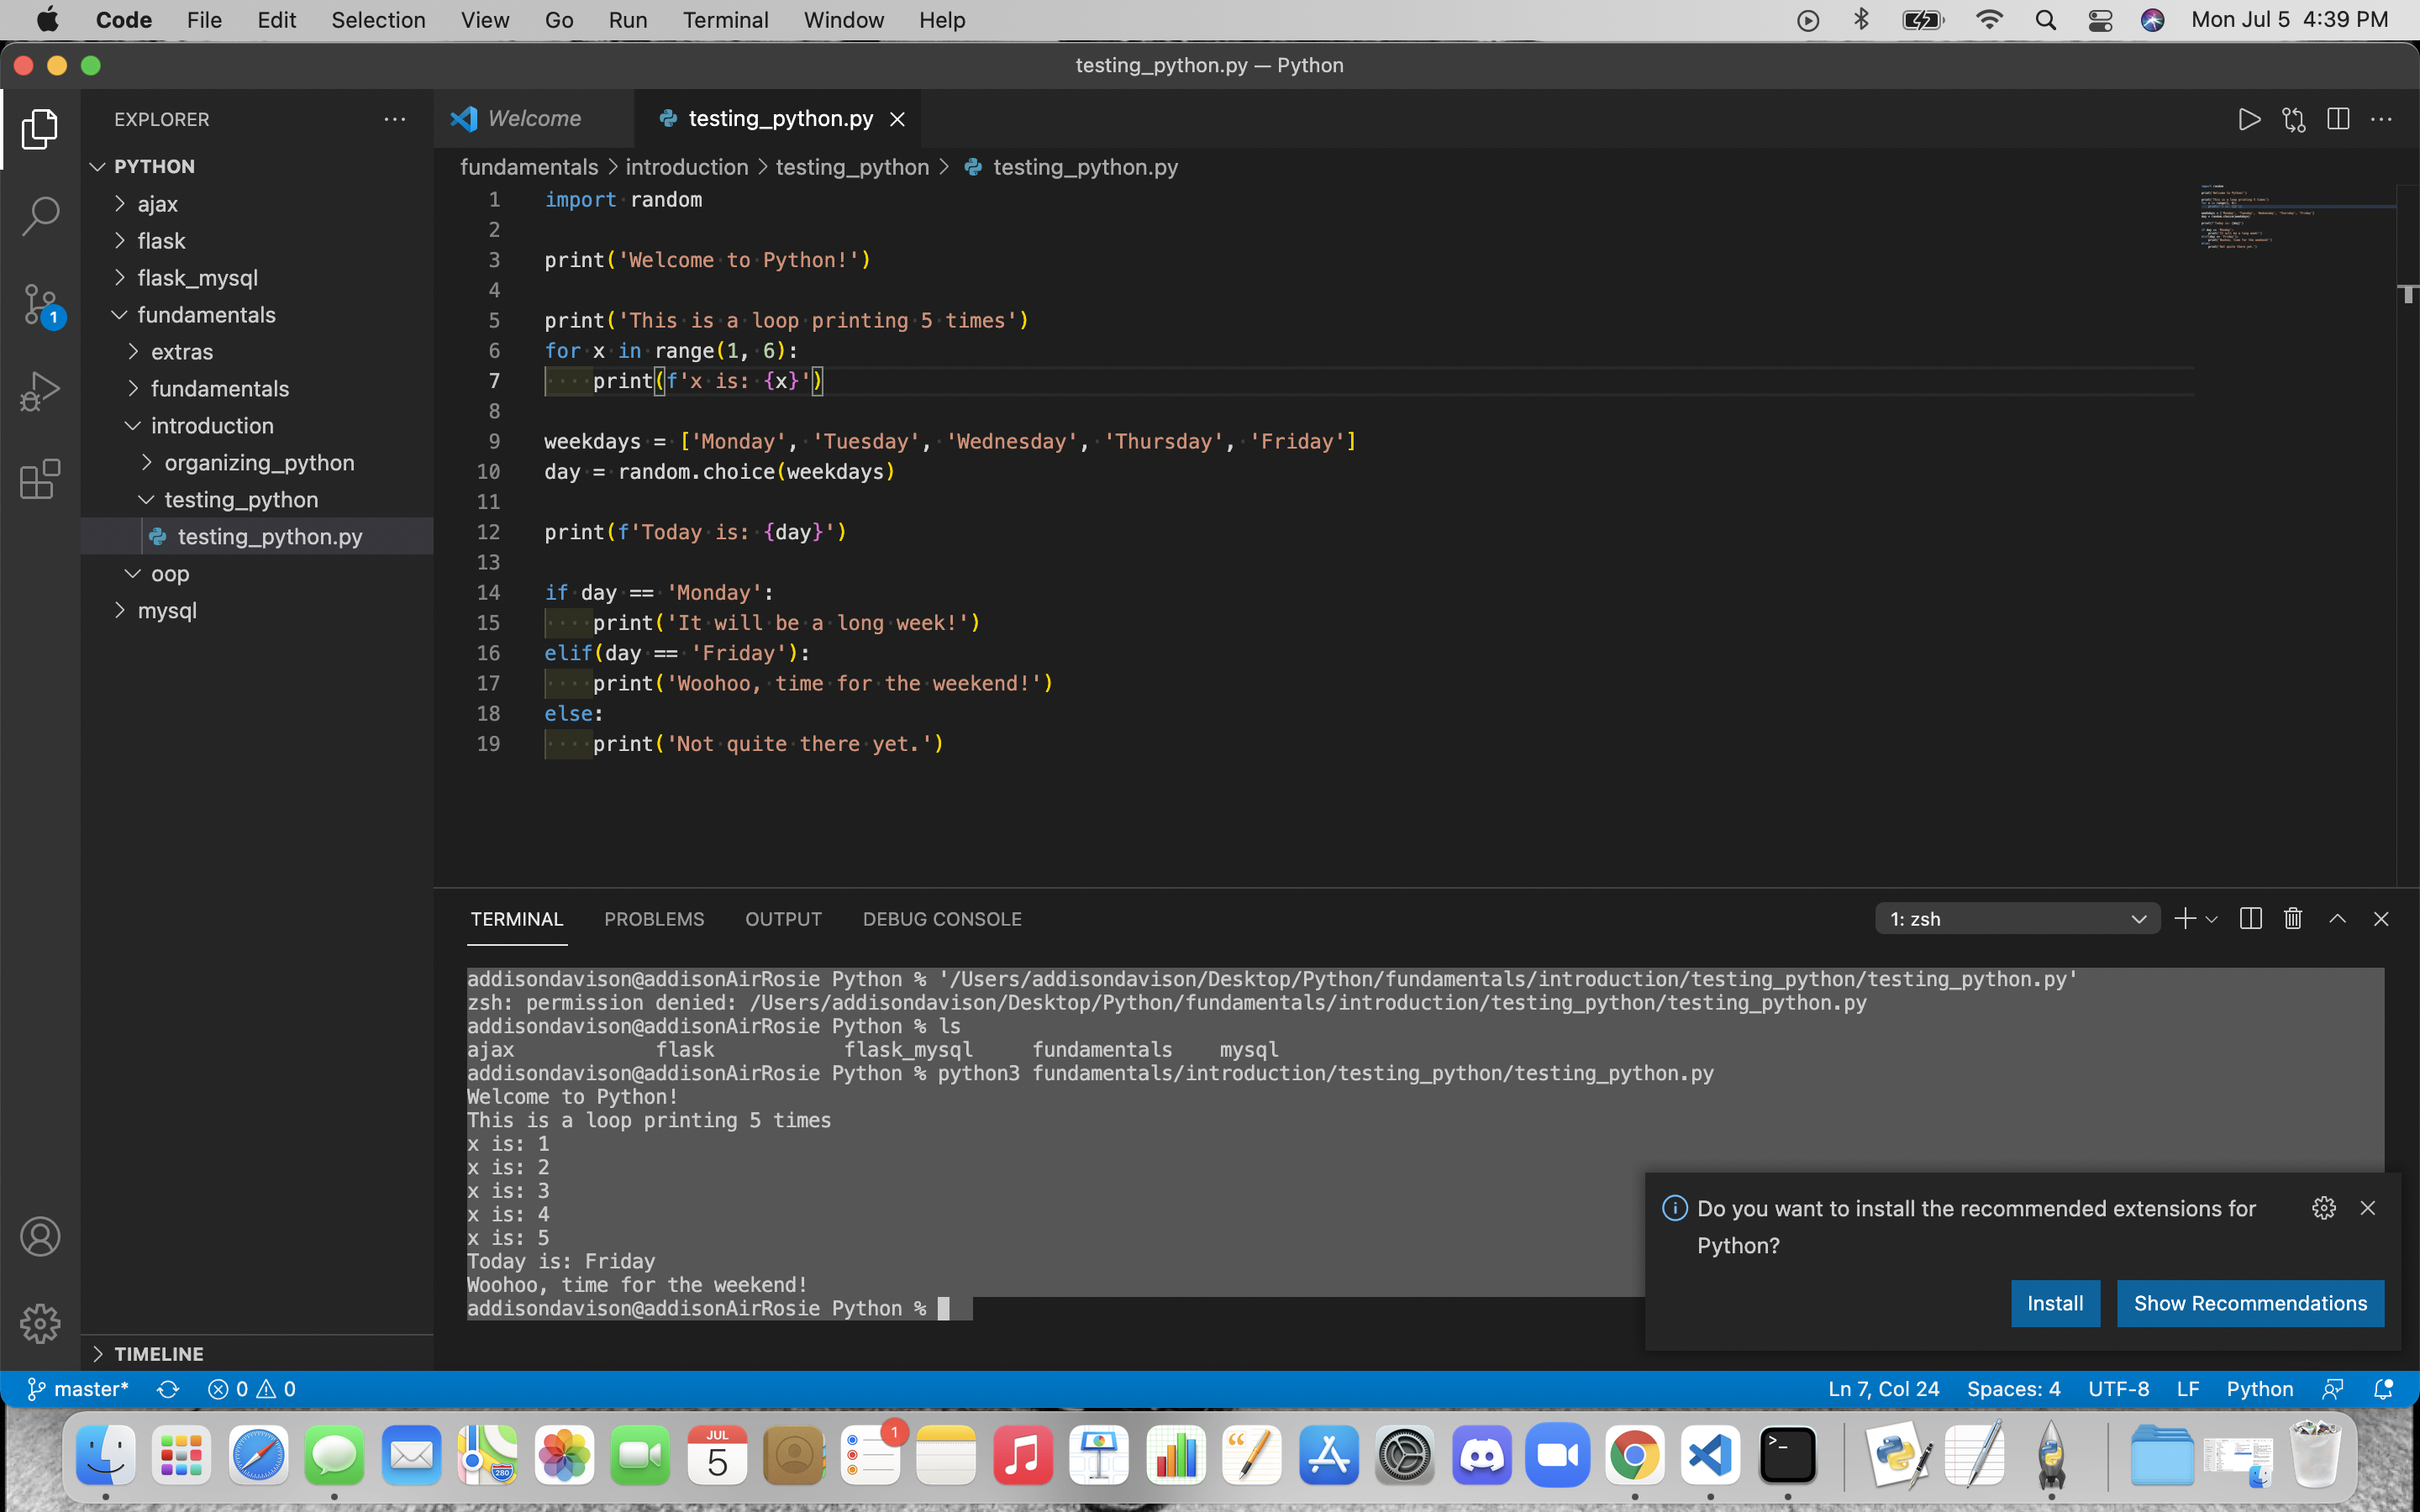 Code File Edit Selection View Go Run Terminal Window Help Mon Jul 5 4:39 PM
testing_python.py — Python
EXPLORER
PYTHON
ajax
flask
flask_mysql
fundamentals
extras
fundamentals
introduction
organizing_python
testing_python
testing_python.py
oop
mysql
TIMELINE
1
Welcome testing_python.py
fundamentals > introduction > testing_python > testing_python.py
1 import random
2
3 print('Welcome to Python!')
4
5 print('This is a loop printing 5 times')
6 for x in range(1, 6):
7     print(f'x is: {x}')
8
9 weekdays = ['Monday', 'Tuesday', 'Wednesday', 'Thursday', 'Friday']
10 day = random.choice(weekdays)
11
12 print(f'Today is: {day}')
13
14 if day == 'Monday':
15     print('It will be a long week!')
16 elif(day == 'Friday'):
17     print('Woohoo, time for the weekend!')
18 else:
19     print('Not quite there yet.')
TERMINAL PROBLEMS OUTPUT DEBUG CONSOLE 1: zsh
addisondavison@addisonAirRosie Python % '/Users/addisondavison/Desktop/Python/fundamentals/introduction/testing_python/testing_python.py'
zsh: permission denied: /Users/addisondavison/Desktop/Python/fundamentals/introduction/testing_python/testing_python.py
addisondavison@addisonAirRosie Python % ls
ajax flask flask_mysql fundamentals mysql
addisondavison@addisonAirRosie Python % python3 fundamentals/introduction/testing_python/testing_python.py
Welcome to Python!
This is a loop printing 5 times
x is: 1
x is: 2
x is: 3
x is: 4
x is: 5
Today is: Friday
Woohoo, time for the weekend!
addisondavison@addisonAirRosie Python %
Do you want to install the recommended extensions for
Python?
Install Show Recommendations
master* 0 0 Ln 7, Col 24 Spaces: 4 UTF-8 LF Python
JUL
5
1
280